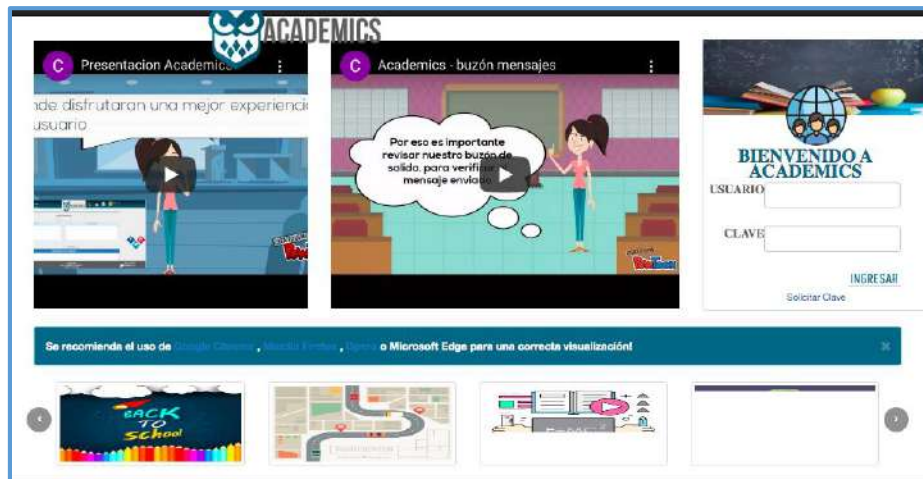 ACADEMICS
C Presentacion Academics
nde disfrutaran una mejor experienci
usuario
C Academics - buzón mensajes
Por eso es importante
revisar nuestro buzón de
salida, para verificar
mensaje enviado
BIENVENIDO A
ACADEMICS
USUARIO
CLAVE
INGRESAR
Solicitar Clave
Se recomienda el uso de Google Chrome , Mozilla Firefox , Opera o Microsoft Edge para una correcta visualización!
BACK
TO
School